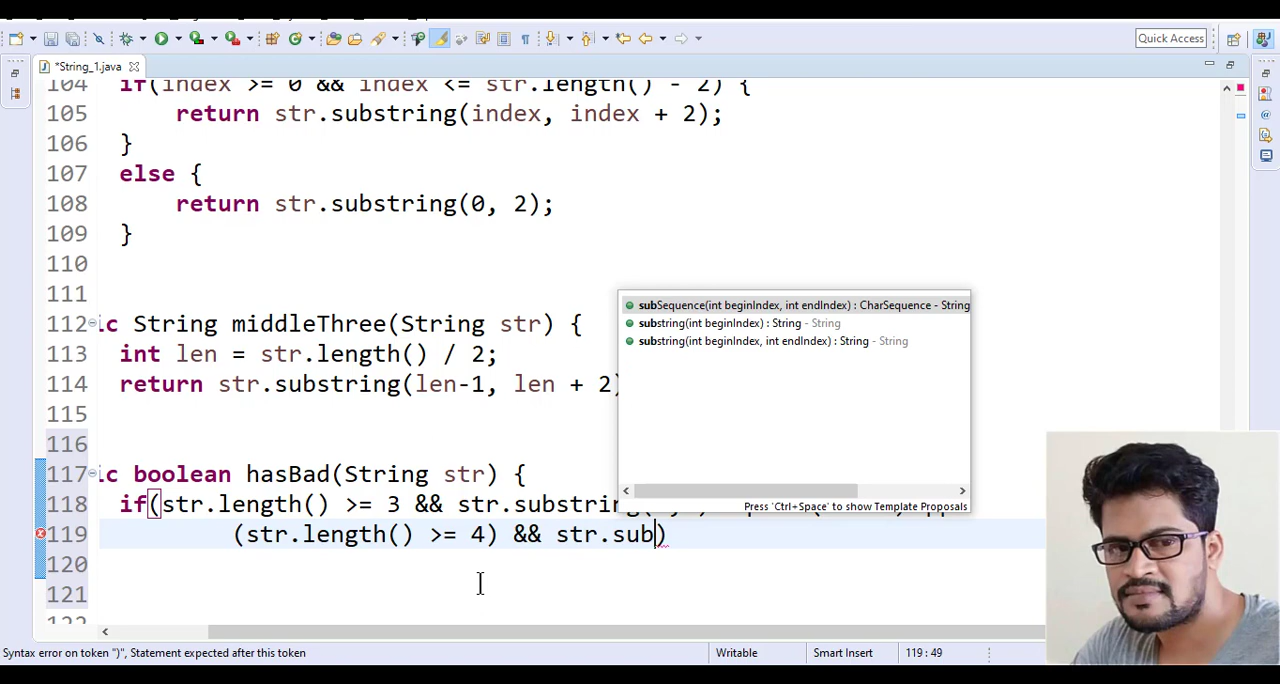 Quick Access
*String_1.java
104 if(index >= 0 && index <= str.length() - 2) {
105 return str.substring(index, index + 2);
106 }
107 else {
108 return str.substring(0, 2);
109 }
110
111
112 ic String middleThree(String str) {
113 int len = str.length() / 2;
114 return str.substring(len-1, len + 2)
115
116
117 ic boolean hasBad(String str) {
118 if(str.length() >= 3 && str.substring
119 (str.length() >= 4) && str.sub)
120
121
subSequence(int beginIndex, int endIndex) : CharSequence - String
substring(int beginIndex) : String - String
substring(int beginIndex, int endIndex) : String - String
Press 'Ctrl+Space' to show Template Proposals
Syntax error on token ")", Statement expected after this token
Writable
Smart Insert
119 : 49